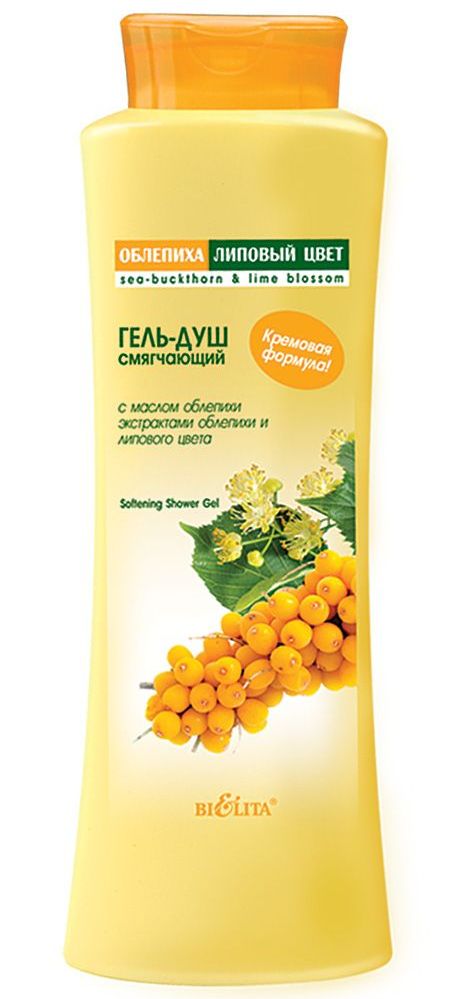 ОБЛЕПИХА ЛИПОВЫЙ ЦВЕТ
sea-buckthorn & lime blossom
ГЕЛЬ-ДУШ
смягчающий
Кремовая
формула!
с маслом облепихи
экстрактами облепихи и
липового цвета
Softening Shower Gel
BIELITA®